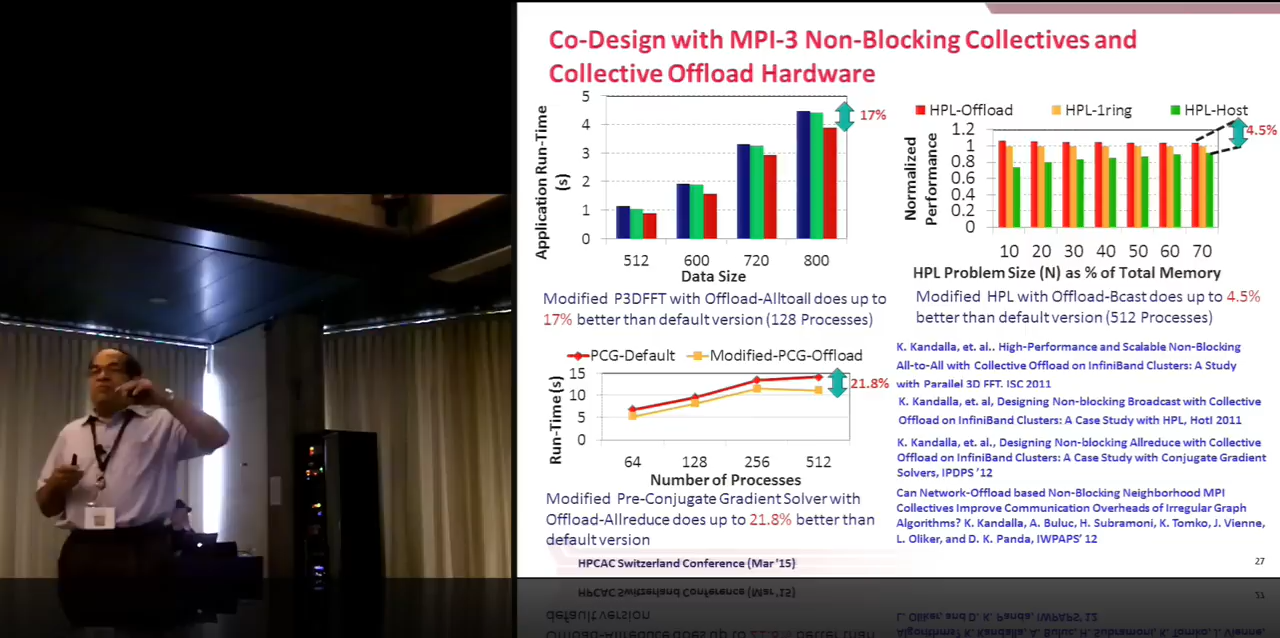 Co-Design with MPI-3 Non-Blocking Collectives and
Collective Offload Hardware
Application Run-Time
(s)
5
4
3
2
1
0
17%
512 600 720 800
Data Size
Modified P3DFFT with Offload-Alltoall does up to
17% better than default version (128 Processes)
HPL-Offload HPL-1ring HPL-Host
Normalized
Performance
1.2
1
0.8
0.6
0.4
0.2
0
4.5%
10 20 30 40 50 60 70
HPL Problem Size (N) as % of Total Memory
Modified HPL with Offload-Bcast does up to 4.5%
better than default version (512 Processes)
PCG-Default Modified-PCG-Offload
Run-Time(s)
15
10
5
0
21.8%
64 128 256 512
Number of Processes
Modified Pre-Conjugate Gradient Solver with
Offload-Allreduce does up to 21.8% better than
default version
K. Kandalla, et. al.. High-Performance and Scalable Non-Blocking
All-to-All with Collective Offload on InfiniBand Clusters: A Study
with Parallel 3D FFT, ISC 2011
K. Kandalla, et. al, Designing Non-blocking Broadcast with Collective
Offload on InfiniBand Clusters: A Case Study with HPL, HotI 2011
K. Kandalla, et. al., Designing Non-blocking Allreduce with Collective
Offload on InfiniBand Clusters: A Case Study with Conjugate Gradient
Solvers, IPDPS '12
Can Network-Offload based Non-Blocking Neighborhood MPI
Collectives Improve Communication Overheads of Irregular Graph
Algorithms? K. Kandalla, A. Buluc, H. Subramoni, K. Tomko, J. Vienne,
L. Oliker, and D. K. Panda, IWPAPS' 12
HPCAC Switzerland Conference (Mar '15)
27